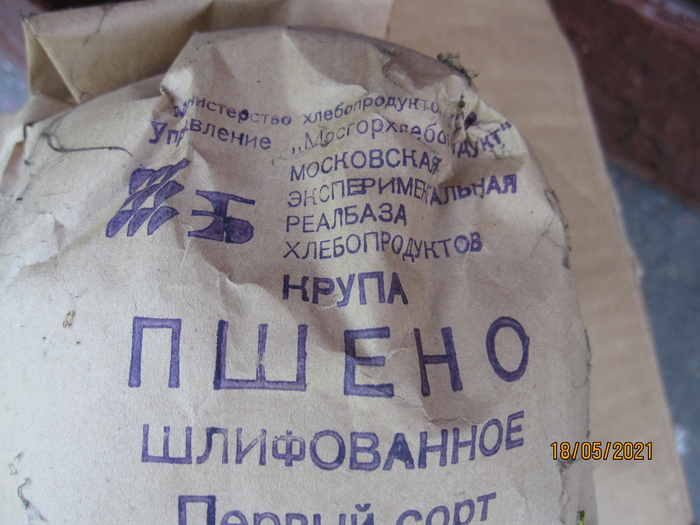 Министерство хлебопродуктов
Управление „Мосгорхлебопродукт"
МОСКОВСКАЯ
ЭКСПЕРИМЕНТАЛЬНАЯ
РЕАЛБАЗА
ХЛЕБОПРОДУКТОВ
КРУПА
ПШЕНО
ШЛИФОВАННОЕ
Первый сорт
18/05/2021